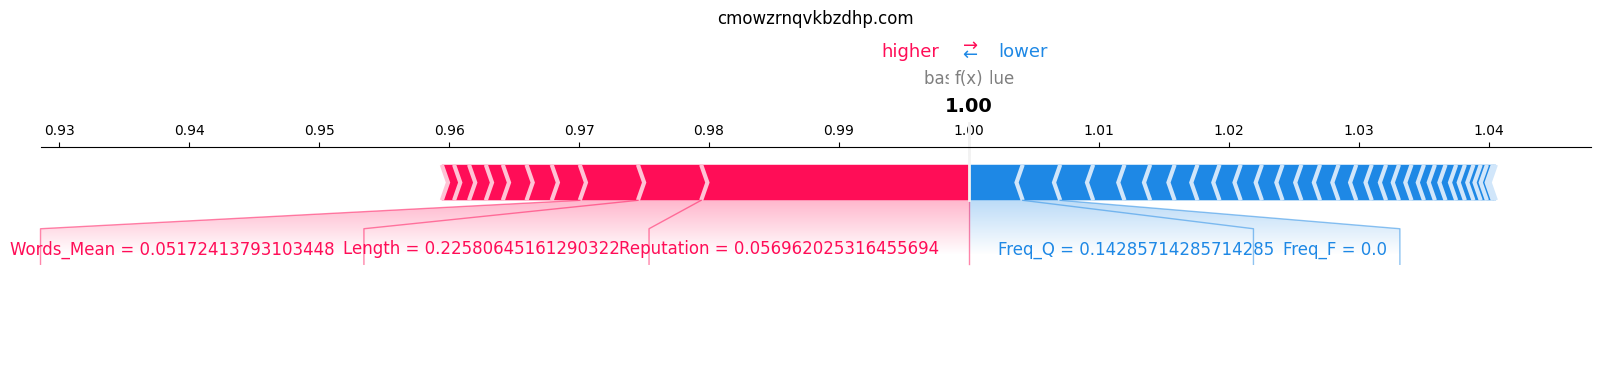 cmowzrnqvkbzdhp.com
higher ⇄ lower
bas f(x) lue
1.00
0.93 0.94 0.95 0.96 0.97 0.98 0.99 1.00 1.01 1.02 1.03 1.04
Words_Mean = 0.05172413793103448 Length = 0.22580645161290322 Reputation = 0.056962025316455694 Freq_Q = 0.14285714285714285 Freq_F = 0.0